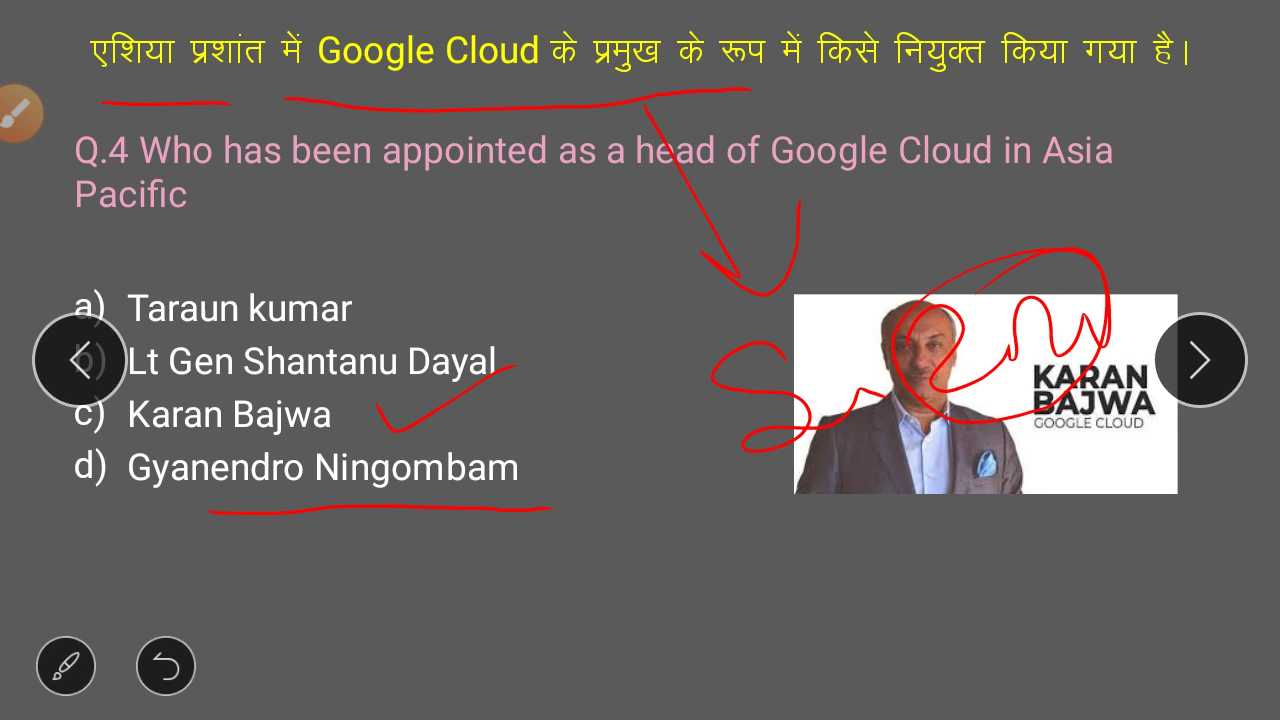 एशिया प्रशांत में Google Cloud के प्रमुख के रूप में किसे नियुक्त किया गया है।
Q.4 Who has been appointed as a head of Google Cloud in Asia
Pacific
a) Taraun kumar
b) Lt Gen Shantanu Dayal
c) Karan Bajwa
d) Gyanendro Ningombam
KARAN
BAJWA
GOOGLE CLOUD